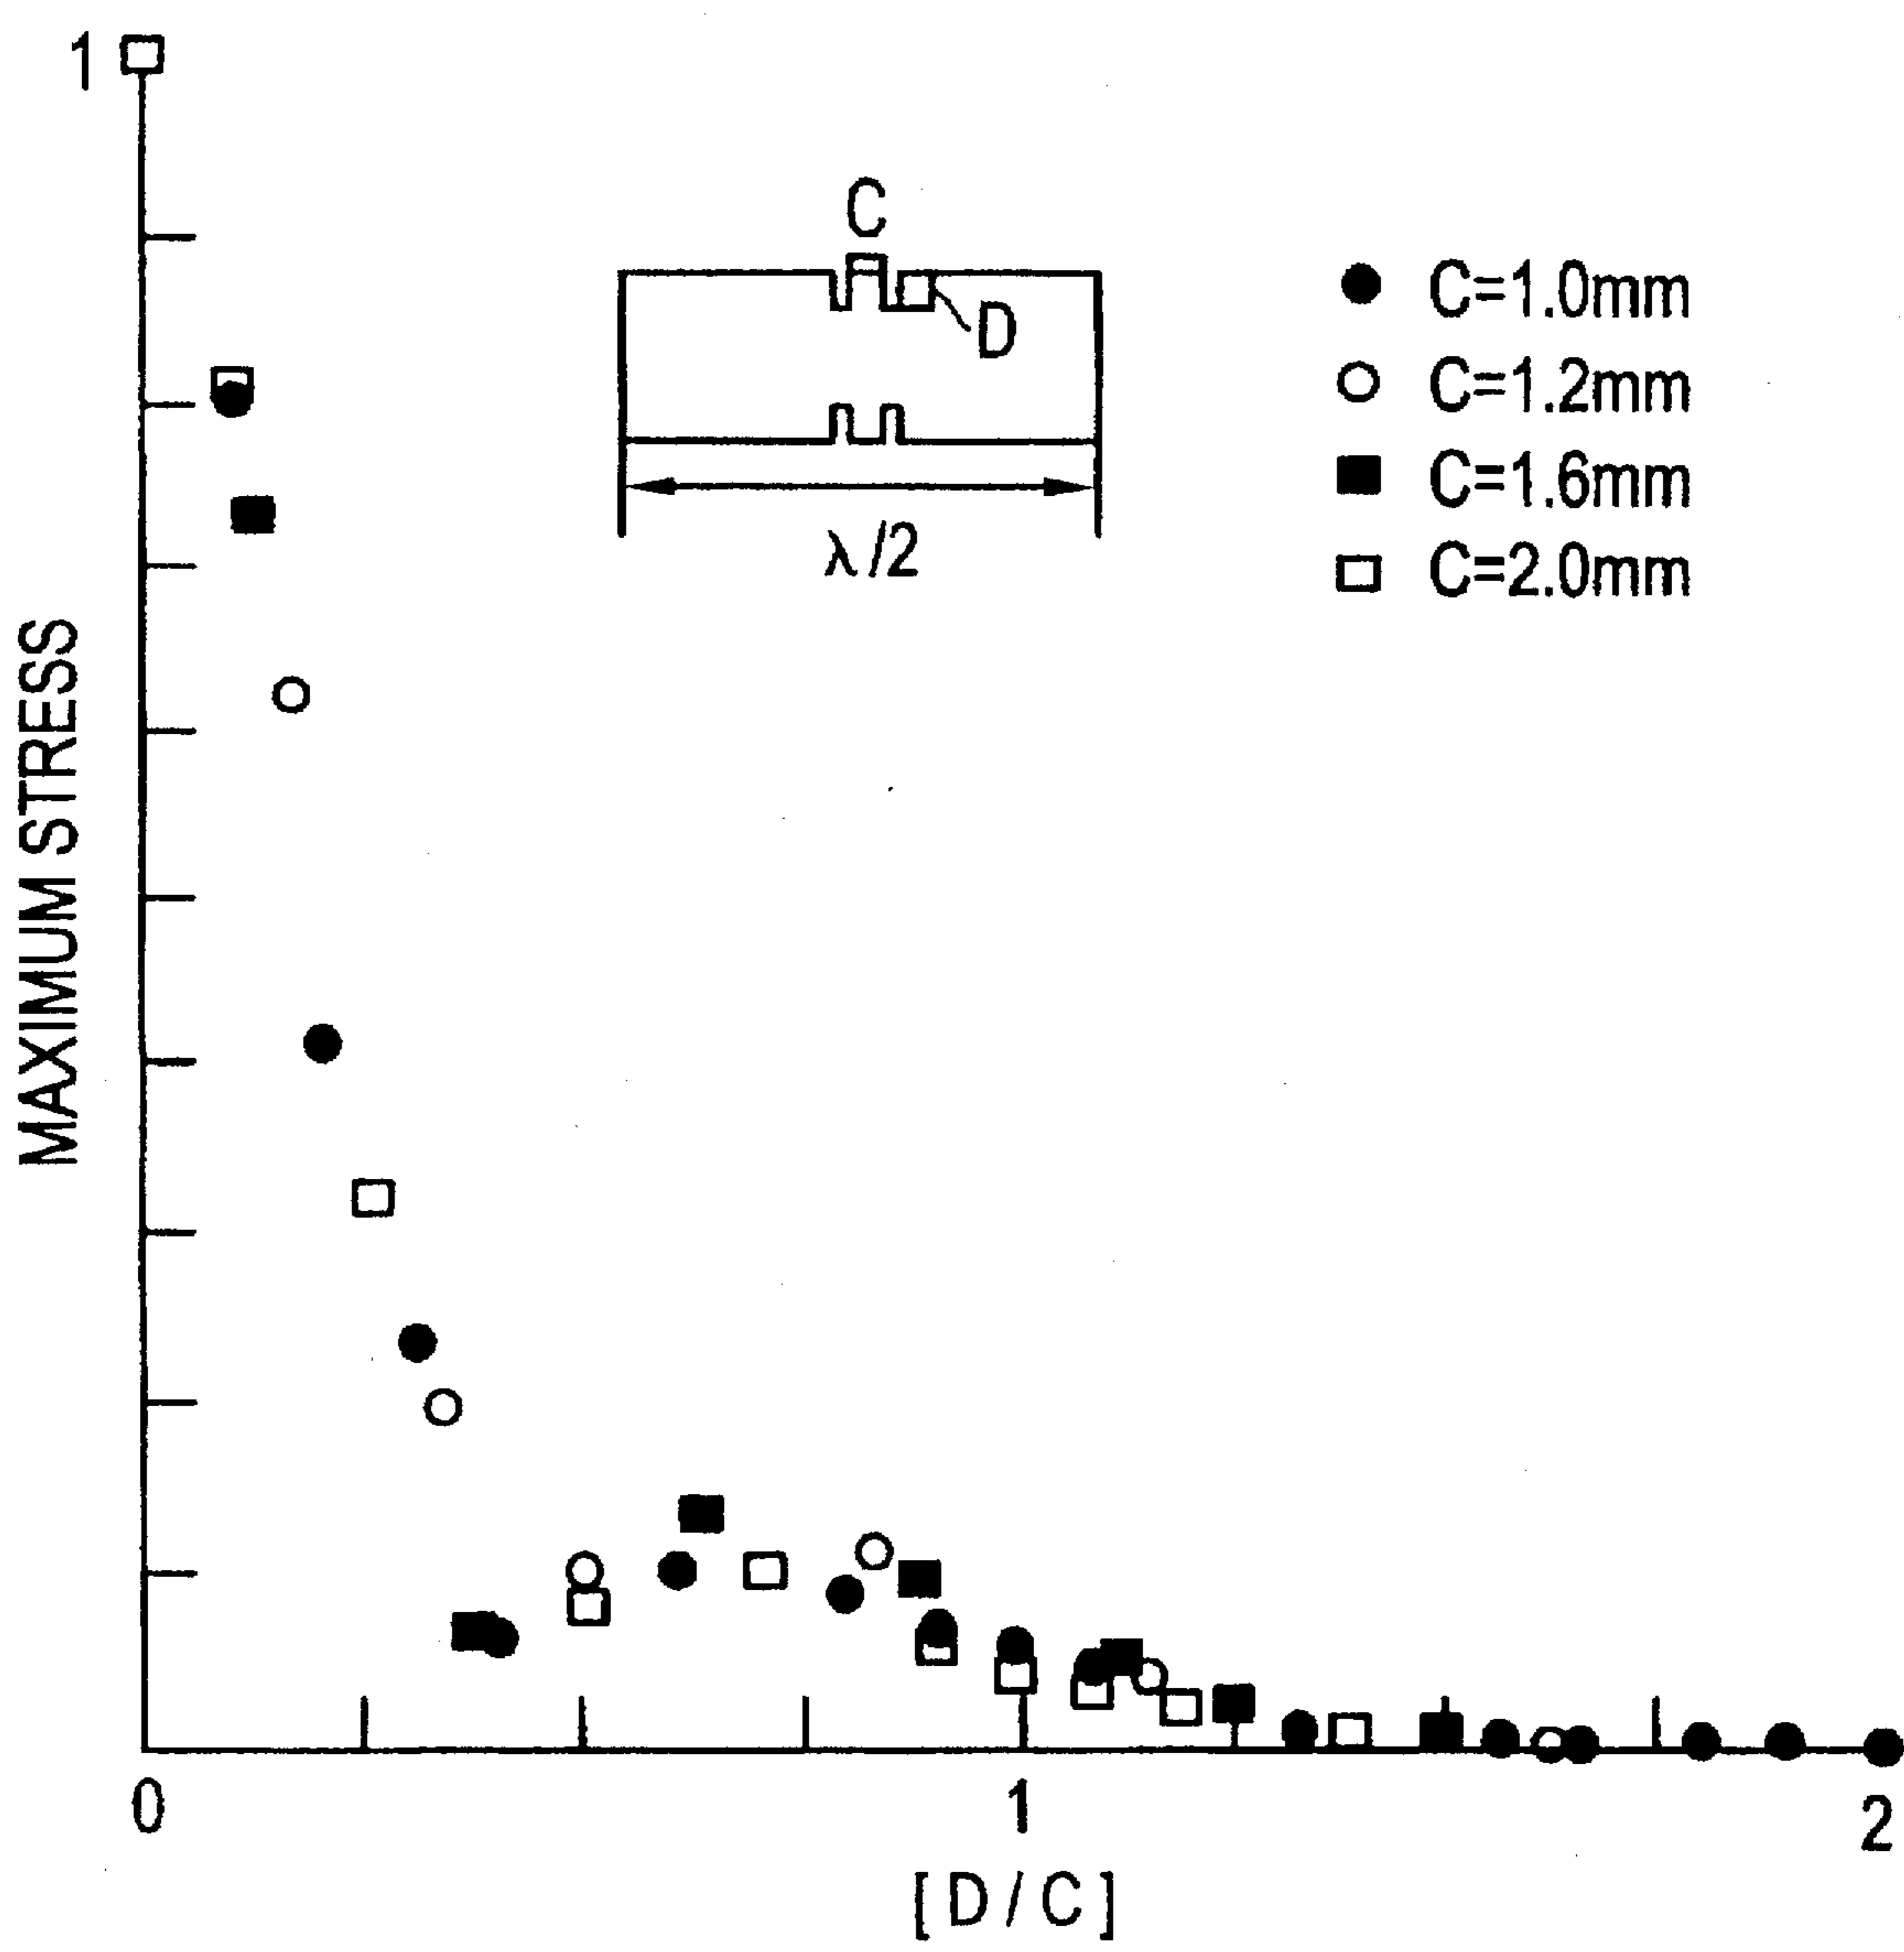 1
C
D
λ/2
C=1.0mm
C=1.2mm
C=1.6mm
C=2.0mm
MAXIMUM STRESS
0
1
2
[D/C]